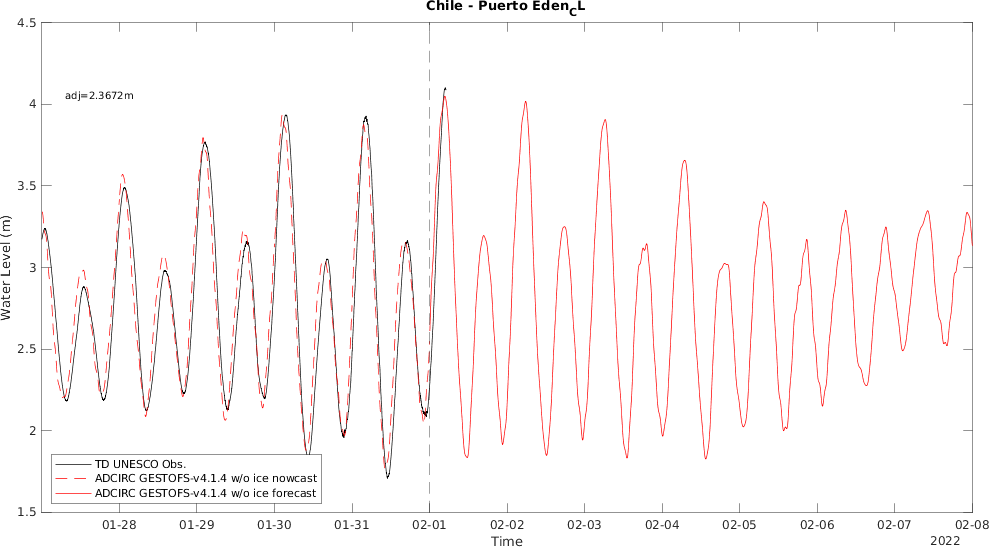 Chile - Puerto Eden_CL
4.5
4
3.5
3
2.5
2
1.5
Water Level (m)
adj=2.3672m
TD UNESCO Obs.
ADCIRC GESTOFS-v4.1.4 w/o ice nowcast
ADCIRC GESTOFS-v4.1.4 w/o ice forecast
01-28 01-29 01-30 01-31 02-01 02-02 02-03 02-04 02-05 02-06 02-07 02-08
Time
2022